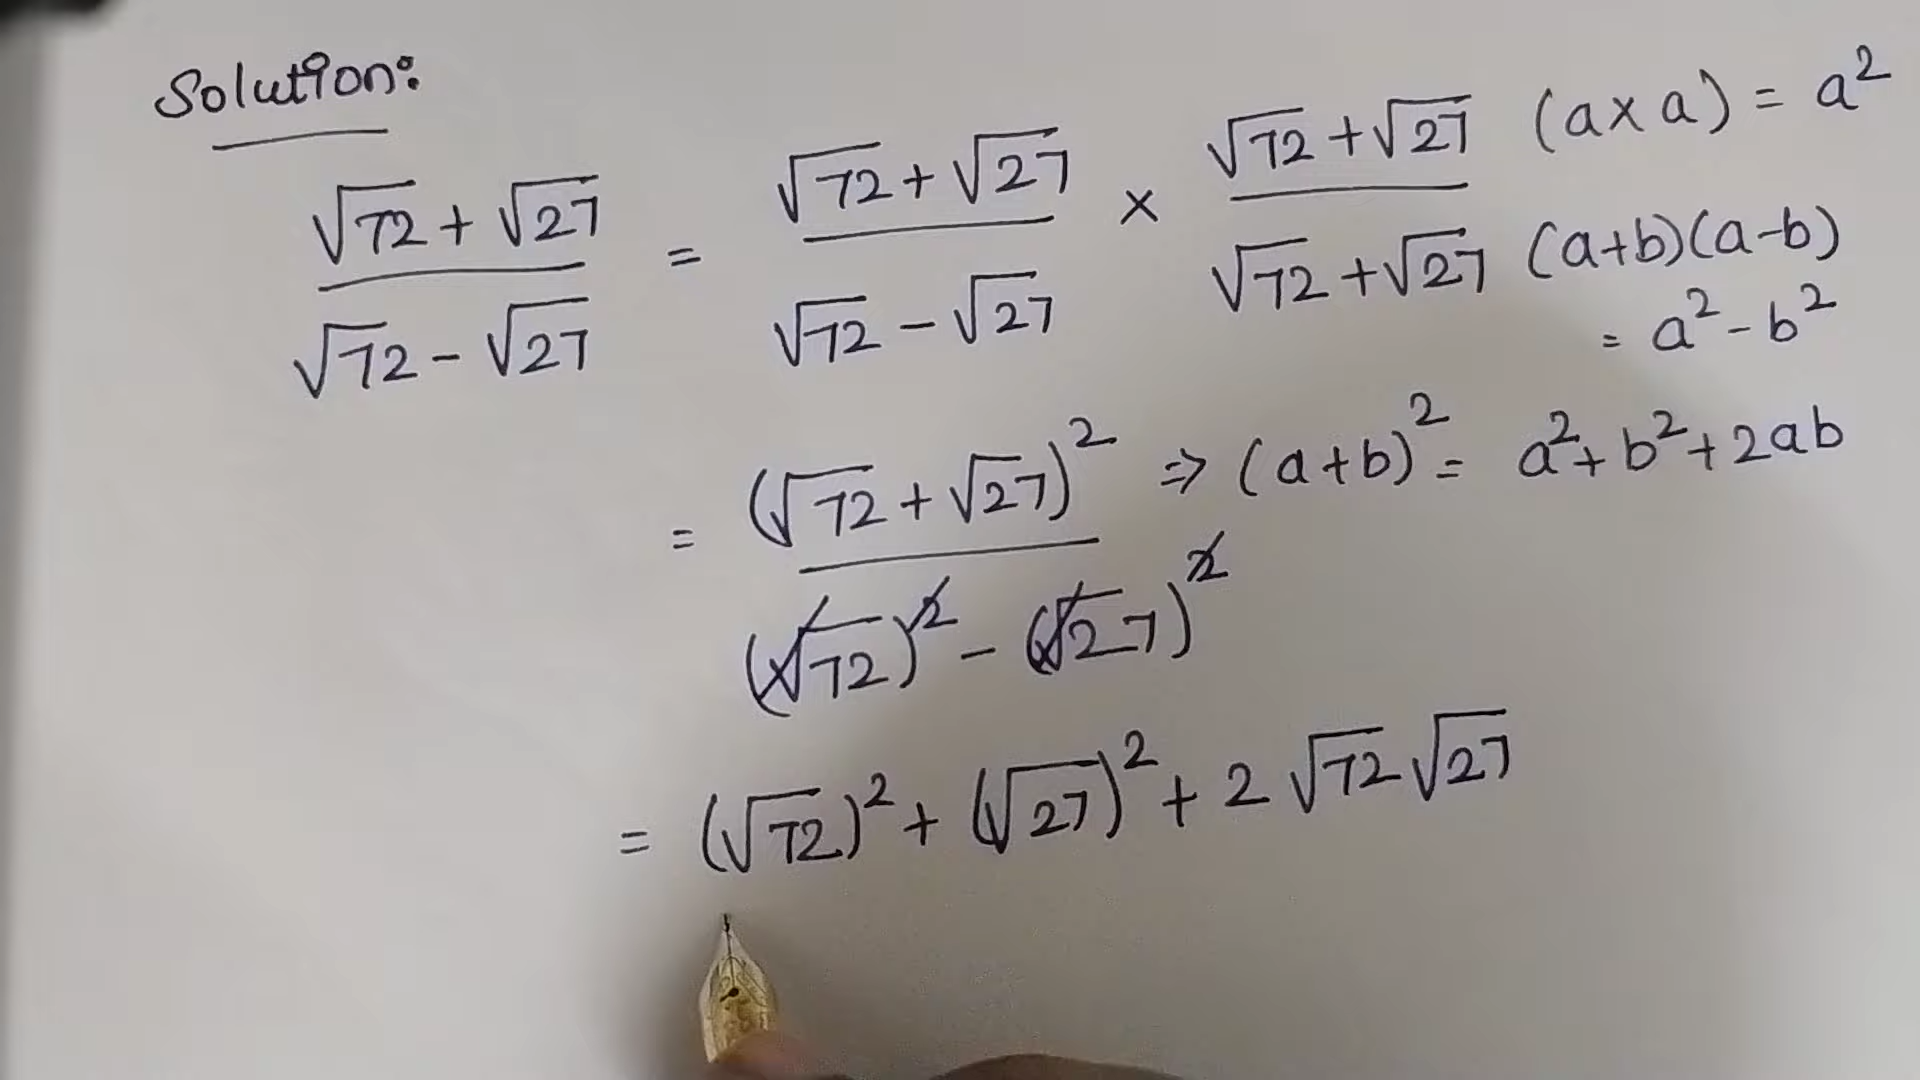 Solution:
(√72 + √27)/(√72 - √27) = (√72 + √27)/(√72 - √27) × (√72 + √27)/(√72 + √27) (a x a) = a²
(a+b)(a-b)
= a² - b²
= (√72 + √27)²/((√72)² - (√27)²) ⇒ (a+b)² = a² + b² + 2ab
= (√72)² + (√27)² + 2 √72 √27